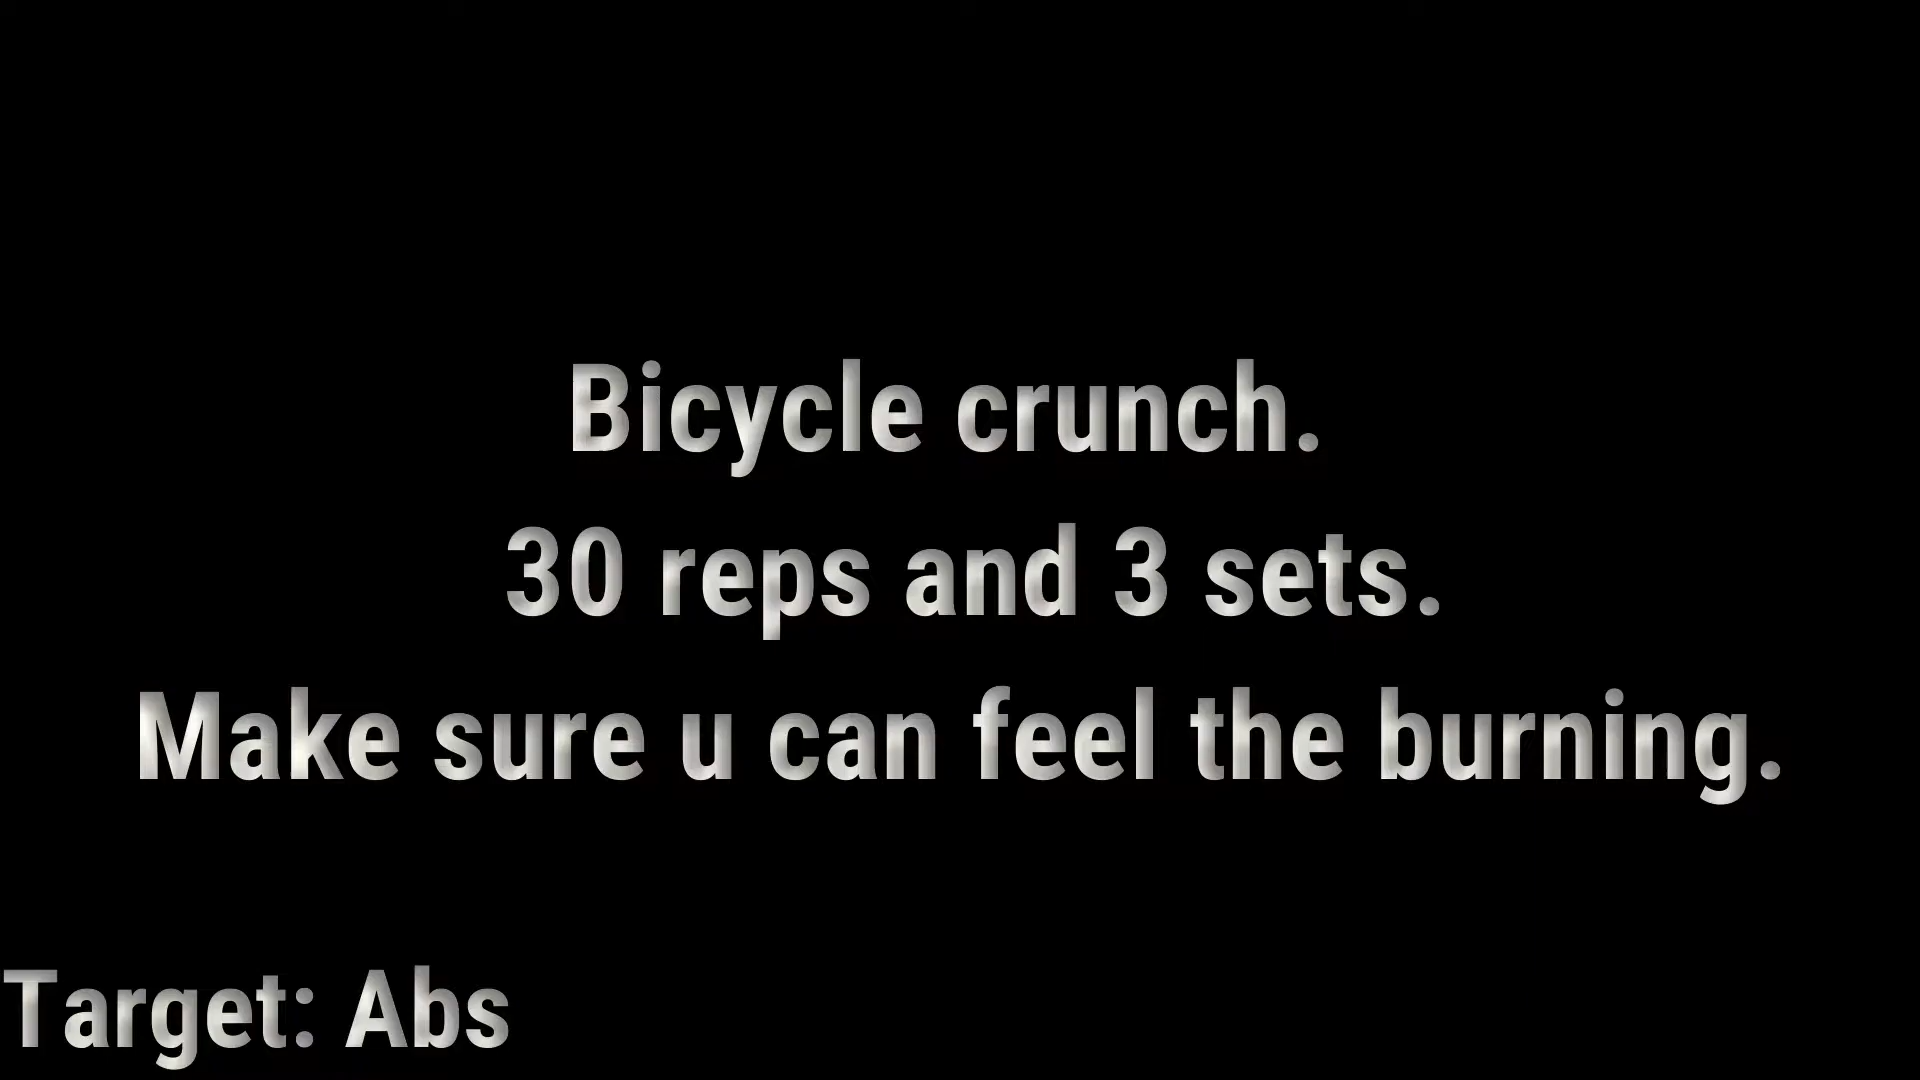 Bicycle crunch.
30 reps and 3 sets.
Make sure u can feel the burning.
Target: Abs